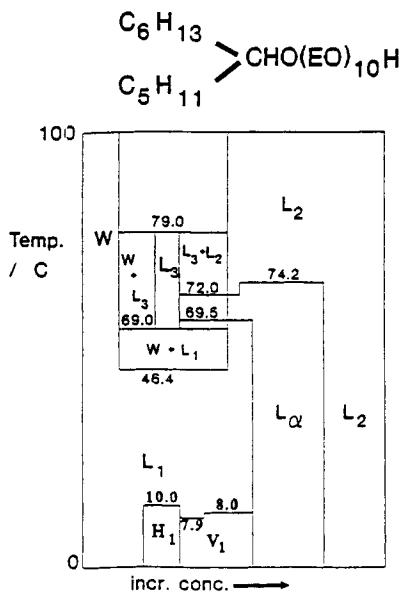 C6H13
CHO(EO)10H
C5H11
100
Temp.
/ C
W
79.0
L2
W
+
L3
L3
L3+L2
74.2
72.0
69.0
69.5
W + L1
46.4
Lα
L2
L1
10.0
8.0
7.9
H1
V1
0
incr. conc.